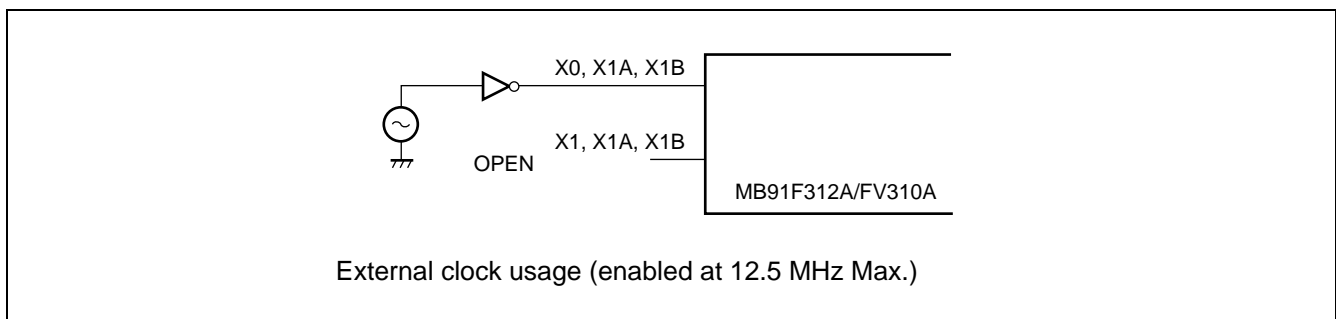 X0, X1A, X1B
X1, X1A, X1B
OPEN
MB91F312A/FV310A
External clock usage (enabled at 12.5 MHz Max.)